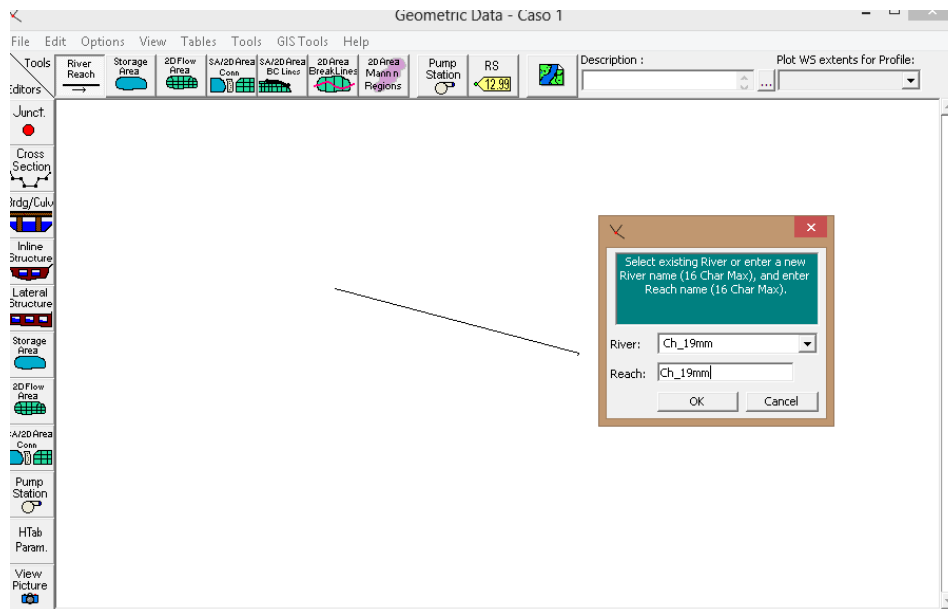 Geometric Data - Caso 1
File Edit Options View Tables Tools GIS Tools Help
Tools
Editors
River
Reach
Storage
Area
2D Flow
Area
SA/2D Area
Conn
SA/2D Area
BC Lines
2D Area
BreakLines
2D Area
Mann n
Regions
Pump
Station
RS
12.99
Description :
...
Plot WS extents for Profile:
Junct.
Cross
Section
Brdg/Culv
Inline
Structure
Lateral
Structure
Storage
Area
2D Flow
Area
SA/2D Area
Conn
Pump
Station
HTab
Param.
View
Picture
Select existing River or enter a new
River name (16 Char Max), and enter
Reach name (16 Char Max).
River: Ch_19mm
Reach: Ch_19mm
OK Cancel